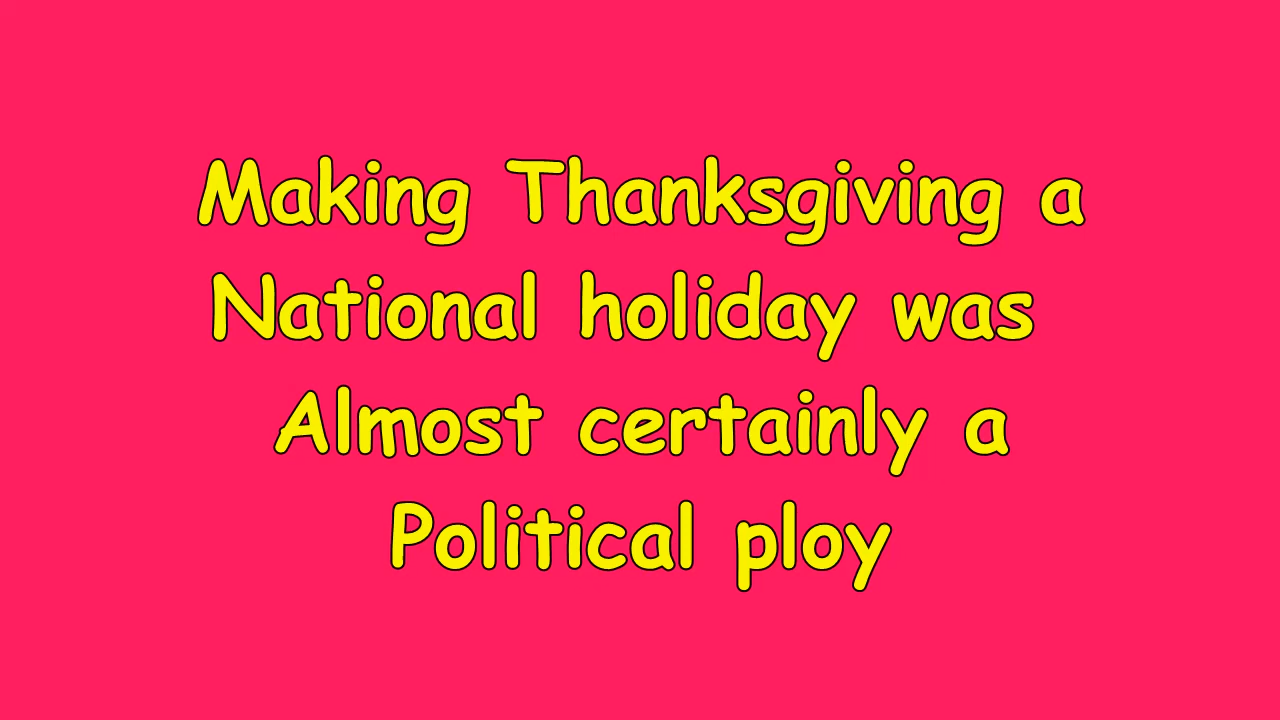 Making Thanksgiving a
National holiday was
Almost certainly a
Political ploy